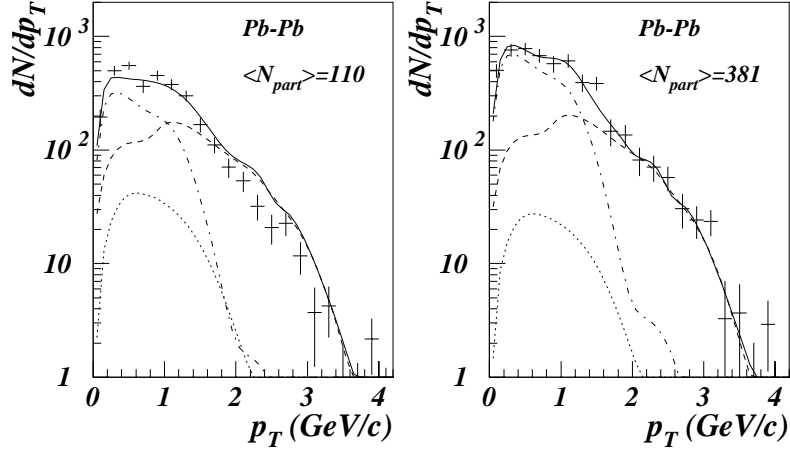 dN/dp_T
10^3
10^2
10
1
Pb-Pb
<N_part>=110
0
1
2
3
4
p_T (GeV/c)
dN/dp_T
10^3
10^2
10
1
Pb-Pb
<N_part>=381
0
1
2
3
4
p_T (GeV/c)